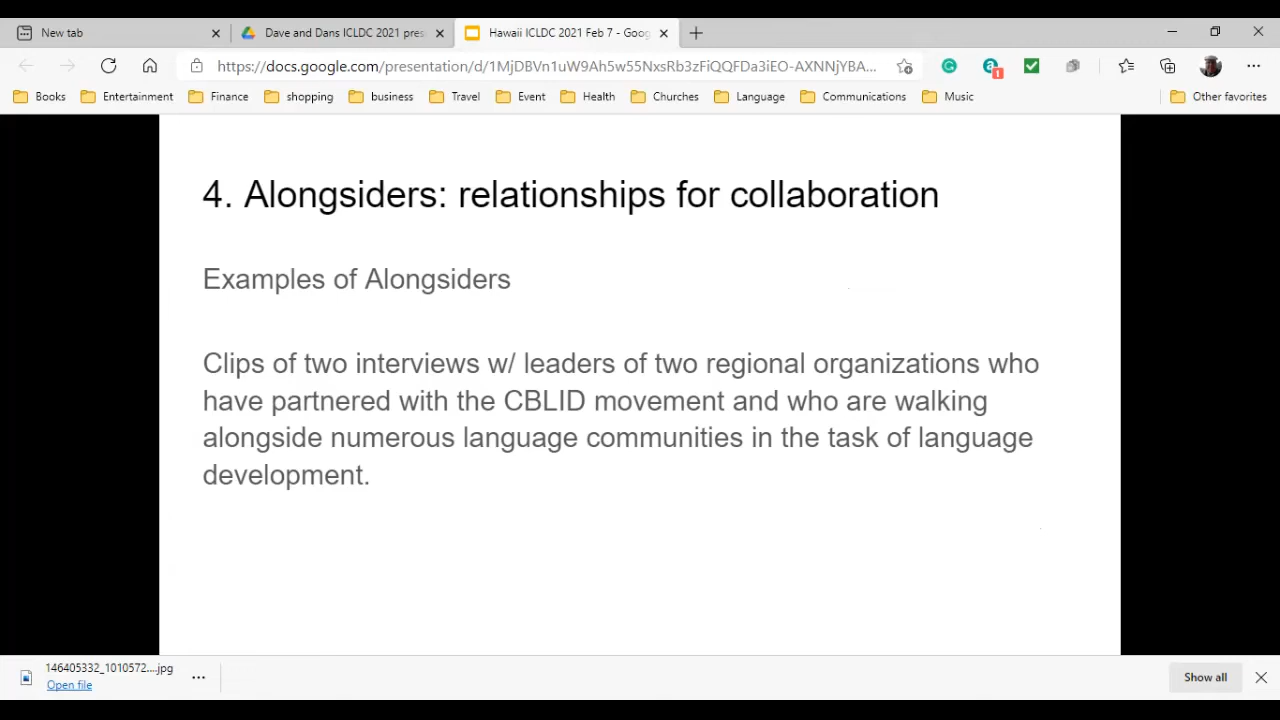 New tab
Dave and Dans ICLDC 2021 pres
Hawaii ICLDC 2021 Feb 7 - Goog
https://docs.google.com/presentation/d/1MjDBVn1uW9Ah5w55NxsRb3zFiQQFDa3iEO-AXNNjYBA...
1
Books Entertainment Finance shopping business Travel Event Health Churches Language Communications Music Other favorites
4. Alongsiders: relationships for collaboration
Examples of Alongsiders
Clips of two interviews w/ leaders of two regional organizations who
have partnered with the CBLID movement and who are walking
alongside numerous language communities in the task of language
development.
146405332_1010572....jpg
Open file
Show all